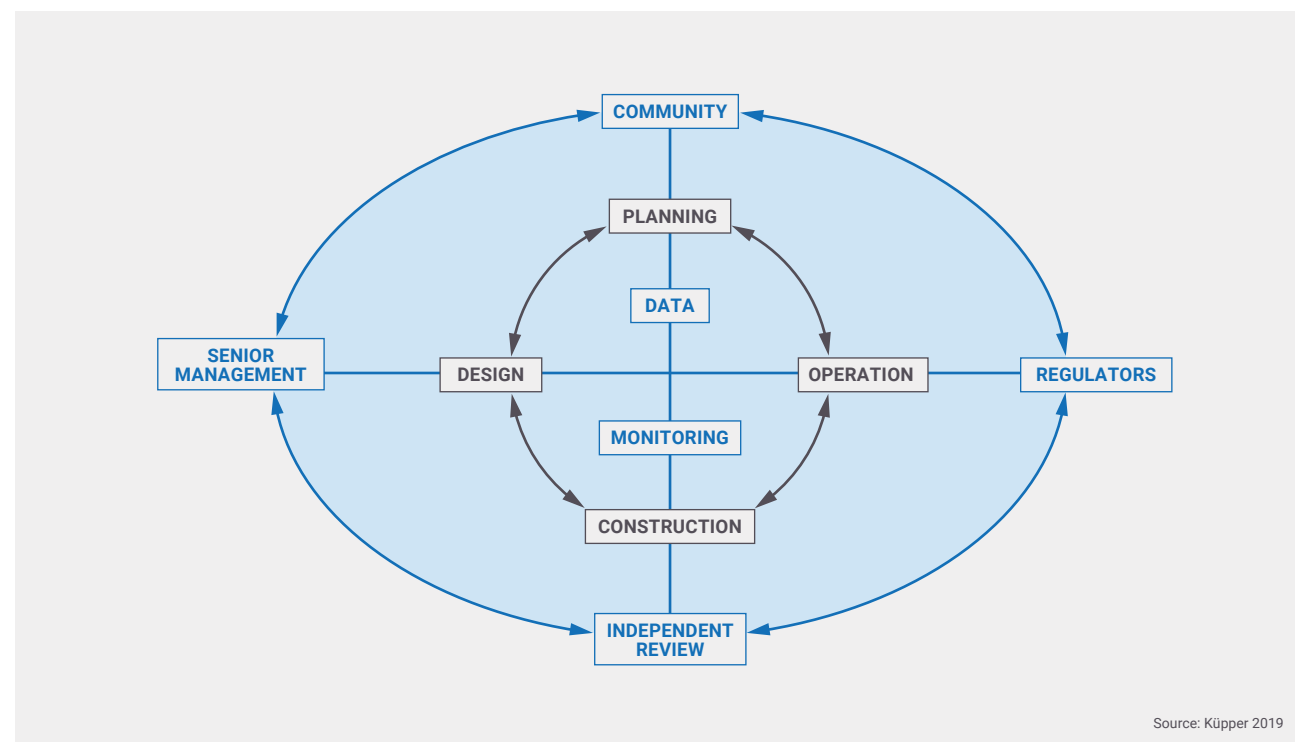 COMMUNITY
PLANNING
DATA
SENIOR
MANAGEMENT
DESIGN
OPERATION
REGULATORS
MONITORING
CONSTRUCTION
INDEPENDENT
REVIEW
Source: Küpper 2019